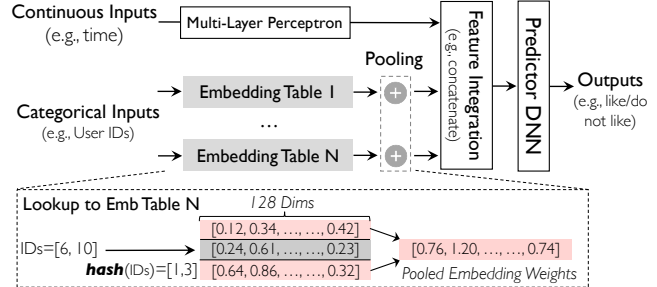 Continuous Inputs
(e.g., time)
Multi-Layer Perceptron
Pooling
Categorical Inputs
(e.g., User IDs)
Embedding Table 1
...
Embedding Table N
Feature Integration
(e.g., concatenate)
Predictor DNN
Outputs
(e.g., like/do
not like)
Lookup to Emb Table N
128 Dims
[0.12, 0.34, ..., ..., 0.42]
IDs=[6, 10]
[0.24, 0.61, ..., ..., 0.23]
[0.76, 1.20, ..., ..., 0.74]
hash(IDs)=[1,3]
[0.64, 0.86, ..., ..., 0.32]
Pooled Embedding Weights